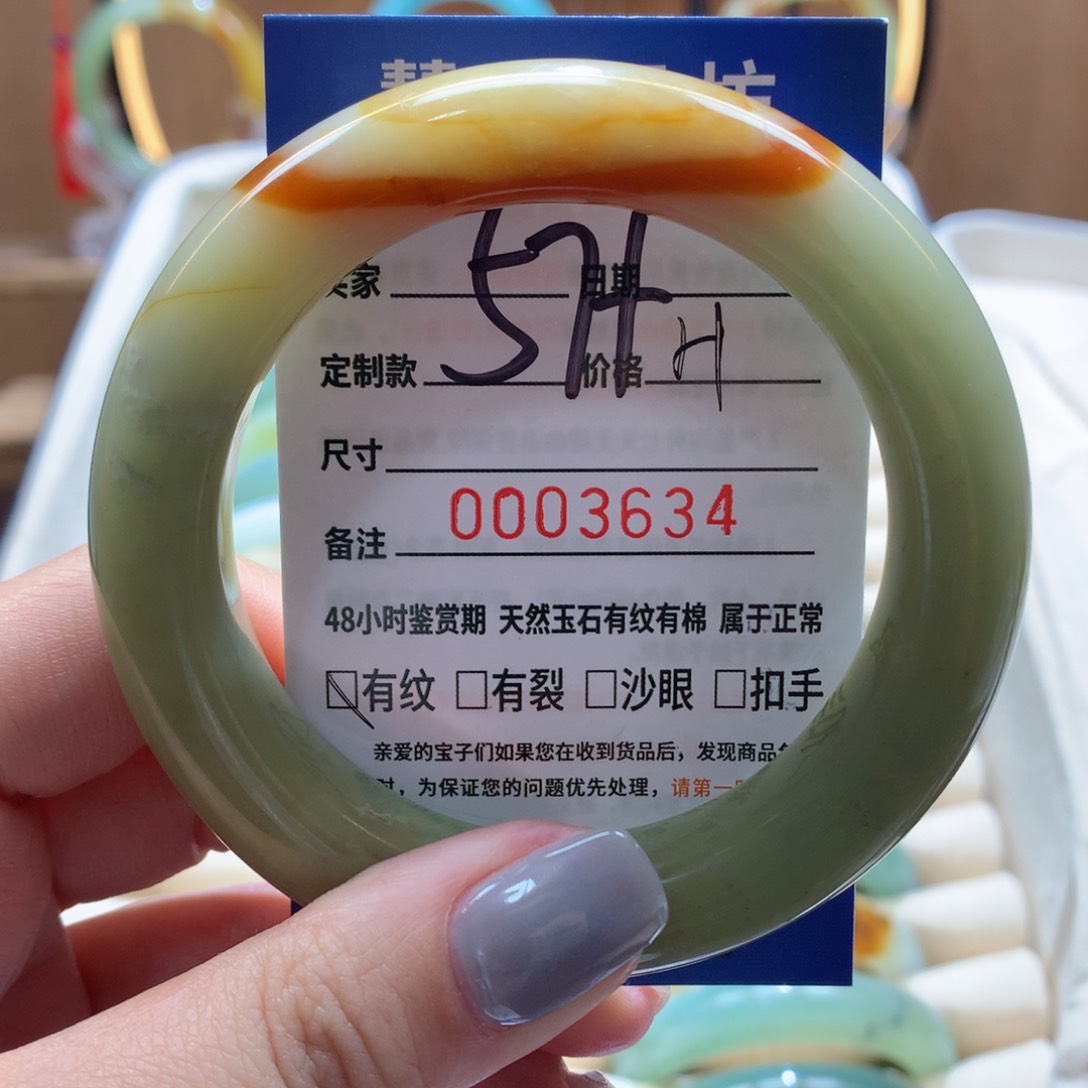 坊
卖家 日期
57H
定制款 价格 H
尺寸
0003634
备注
48小时鉴赏期 天然玉石有纹有棉 属于正常
有纹 有裂 沙眼 扣手
亲爱的宝子们如果您在收到货品后，发现商品
时，为保证您的问题优先处理，请第一